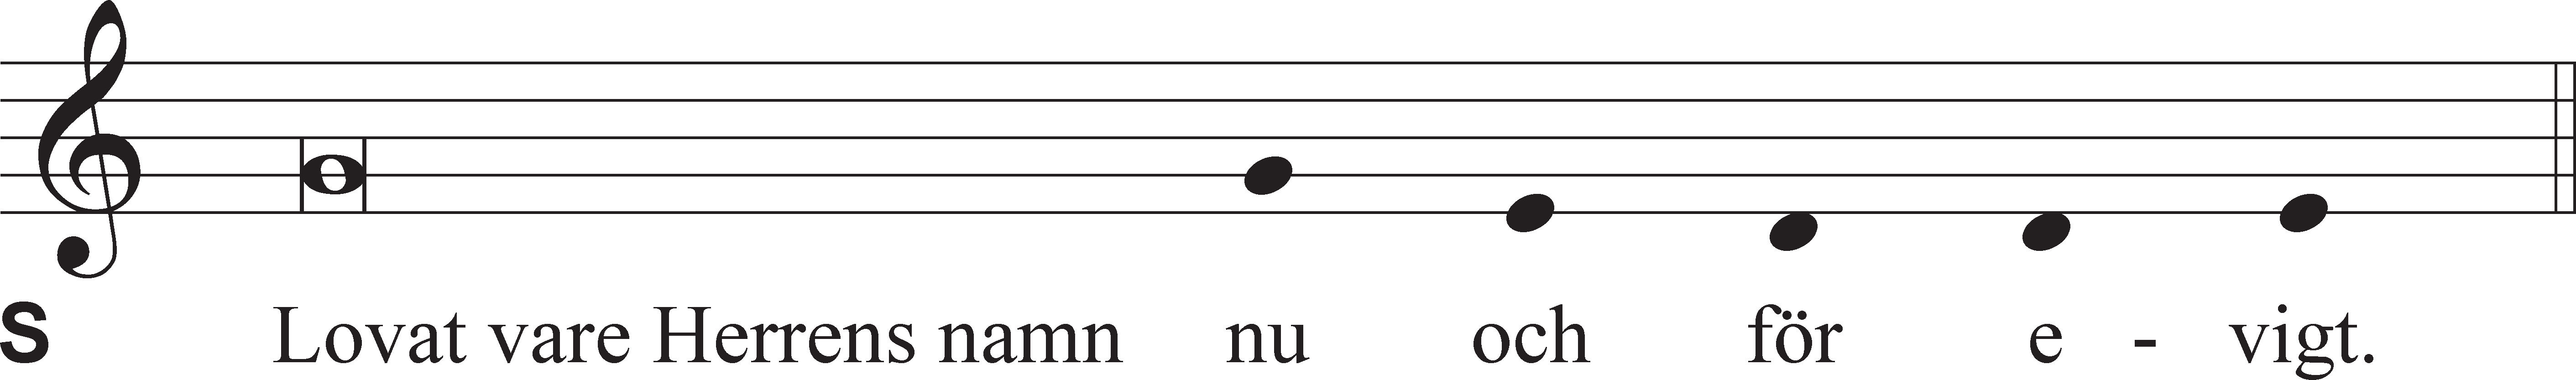 S Lovat vare Herrens namn nu och för e - vigt.